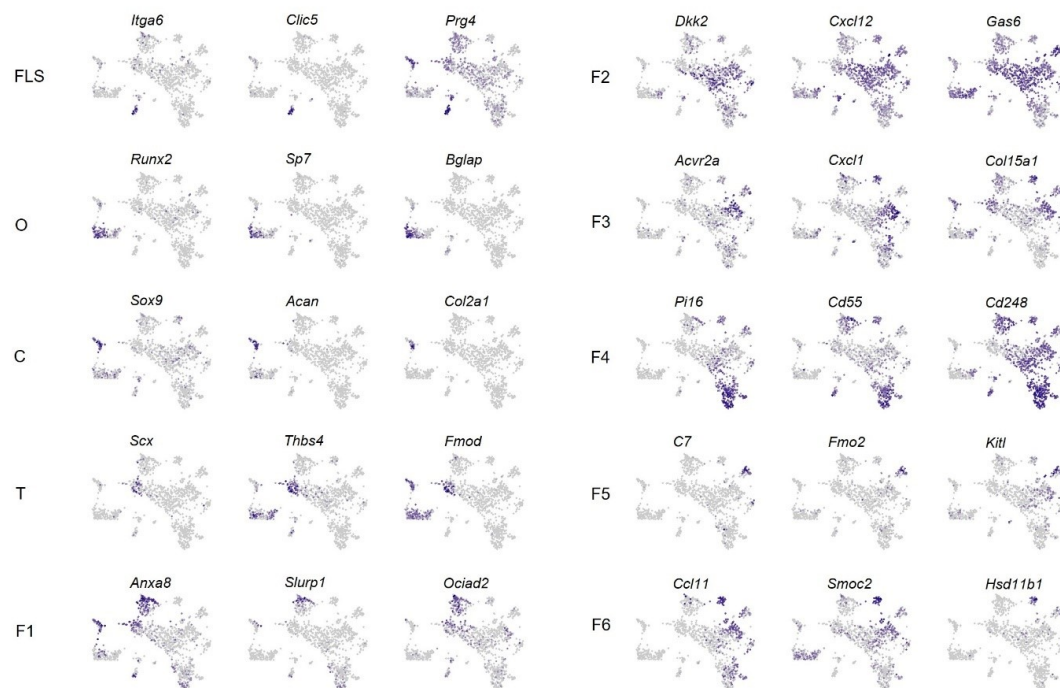 Itga6 Clic5 Prg4 Dkk2 Cxcl12 Gas6
FLS F2
Runx2 Sp7 Bglap Acvr2a Cxcl1 Col15a1
O F3
Sox9 Acan Col2a1 Pi16 Cd55 Cd248
C F4
Scx Thbs4 Fmod C7 Fmo2 Kitl
T F5
Anxa8 Slurp1 Ociad2 Ccl11 Smoc2 Hsd11b1
F1 F6